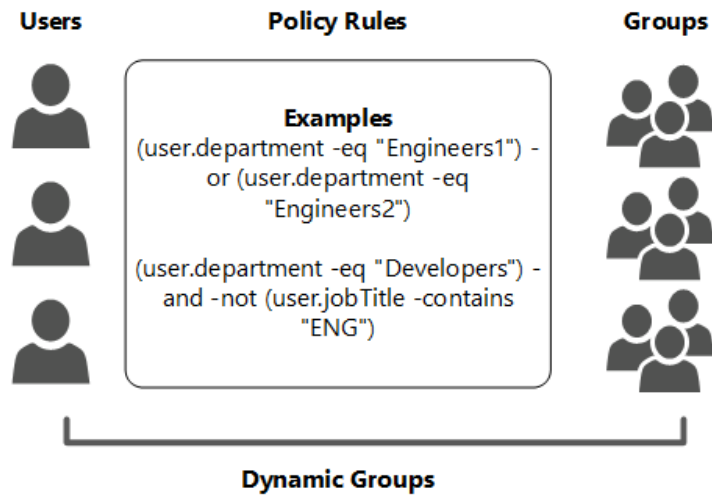 Users
Policy Rules
Groups
Examples
(user.department -eq "Engineers1") -
or (user.department -eq
"Engineers2")
(user.department -eq "Developers") -
and -not (user.jobTitle -contains
"ENG")
Dynamic Groups